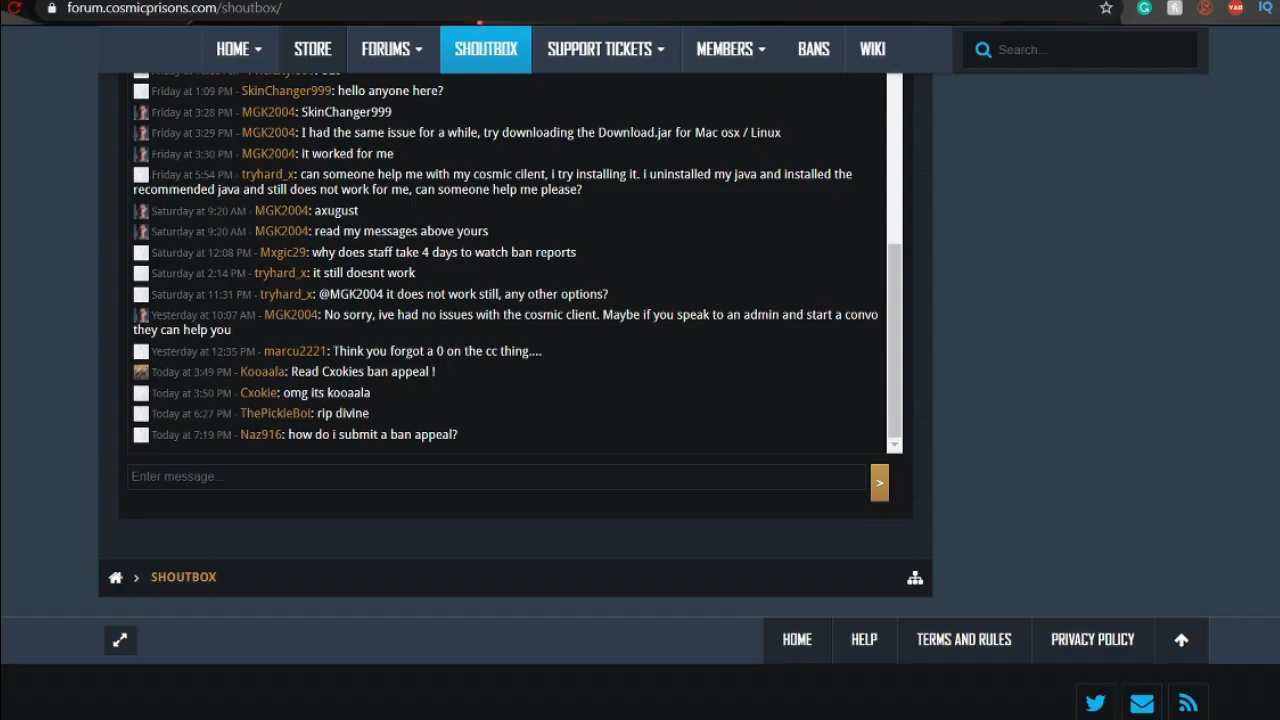 forum.cosmicprisons.com/shoutbox/
YAB IQ
HOME STORE FORUMS SHOUTBOX SUPPORT TICKETS MEMBERS BANS WIKI Search...
Friday at 1:09 PM - SkinChanger999: hello anyone here?
Friday at 3:28 PM - MGK2004: SkinChanger999
Friday at 3:29 PM - MGK2004: I had the same issue for a while, try downloading the Download.jar for Mac osx / Linux
Friday at 3:30 PM - MGK2004: it worked for me
Friday at 5:54 PM - tryhard_x: can someone help me with my cosmic cilent, i try installing it. i uninstalled my java and installed the
recommended java and still does not work for me, can someone help me please?
Saturday at 9:20 AM - MGK2004: axugust
Saturday at 9:20 AM - MGK2004: read my messages above yours
Saturday at 12:08 PM - Mxgic29: why does staff take 4 days to watch ban reports
Saturday at 2:14 PM - tryhard_x: it still doesnt work
Saturday at 11:31 PM - tryhard_x: @MGK2004 it does not work still, any other options?
Yesterday at 10:07 AM - MGK2004: No sorry, ive had no issues with the cosmic client. Maybe if you speak to an admin and start a convo
they can help you
Yesterday at 12:35 PM - marcu2221: Think you forgot a 0 on the cc thing....
Today at 3:49 PM - Kooaala: Read Cxokies ban appeal !
Today at 3:50 PM - Cxokie: omg its kooaala
Today at 6:27 PM - ThePickleBoi: rip divine
Today at 7:19 PM - Naz916: how do i submit a ban appeal?
Enter message...
>
SHOUTBOX
HOME HELP TERMS AND RULES PRIVACY POLICY